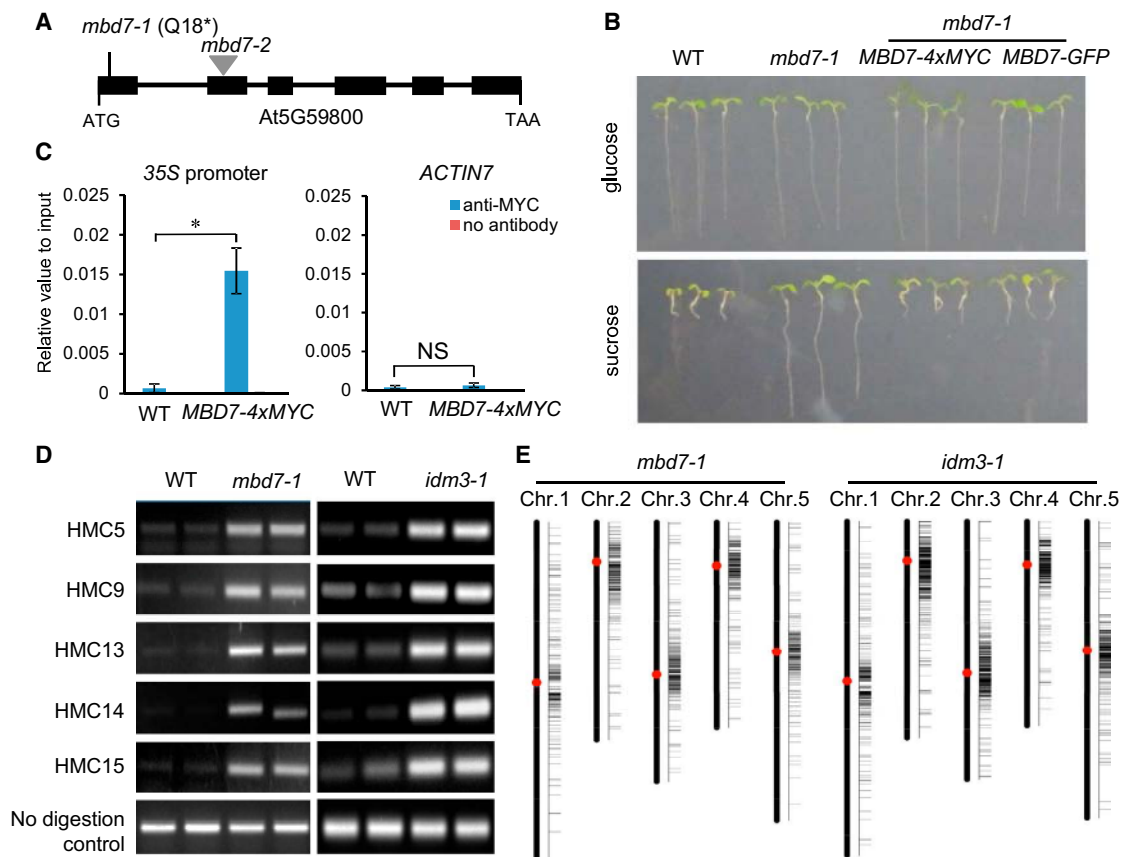 A
mbd7-1 (Q18*)
mbd7-2
ATG
At5G59800
TAA
B
mbd7-1
WT
mbd7-1
MBD7-4xMYC
MBD7-GFP
glucose
sucrose
C
35S promoter
Relative value to input
0.025
0.02
0.015
0.01
0.005
0
*
WT
MBD7-4xMYC
ACTIN7
anti-MYC
no antibody
0.025
0.02
0.015
0.01
0.005
0
NS
WT
MBD7-4xMYC
D
WT
mbd7-1
WT
idm3-1
HMC5
HMC9
HMC13
HMC14
HMC15
No digestion
control
E
mbd7-1
idm3-1
Chr.1 Chr.2 Chr.3 Chr.4 Chr.5
Chr.1 Chr.2 Chr.3 Chr.4 Chr.5